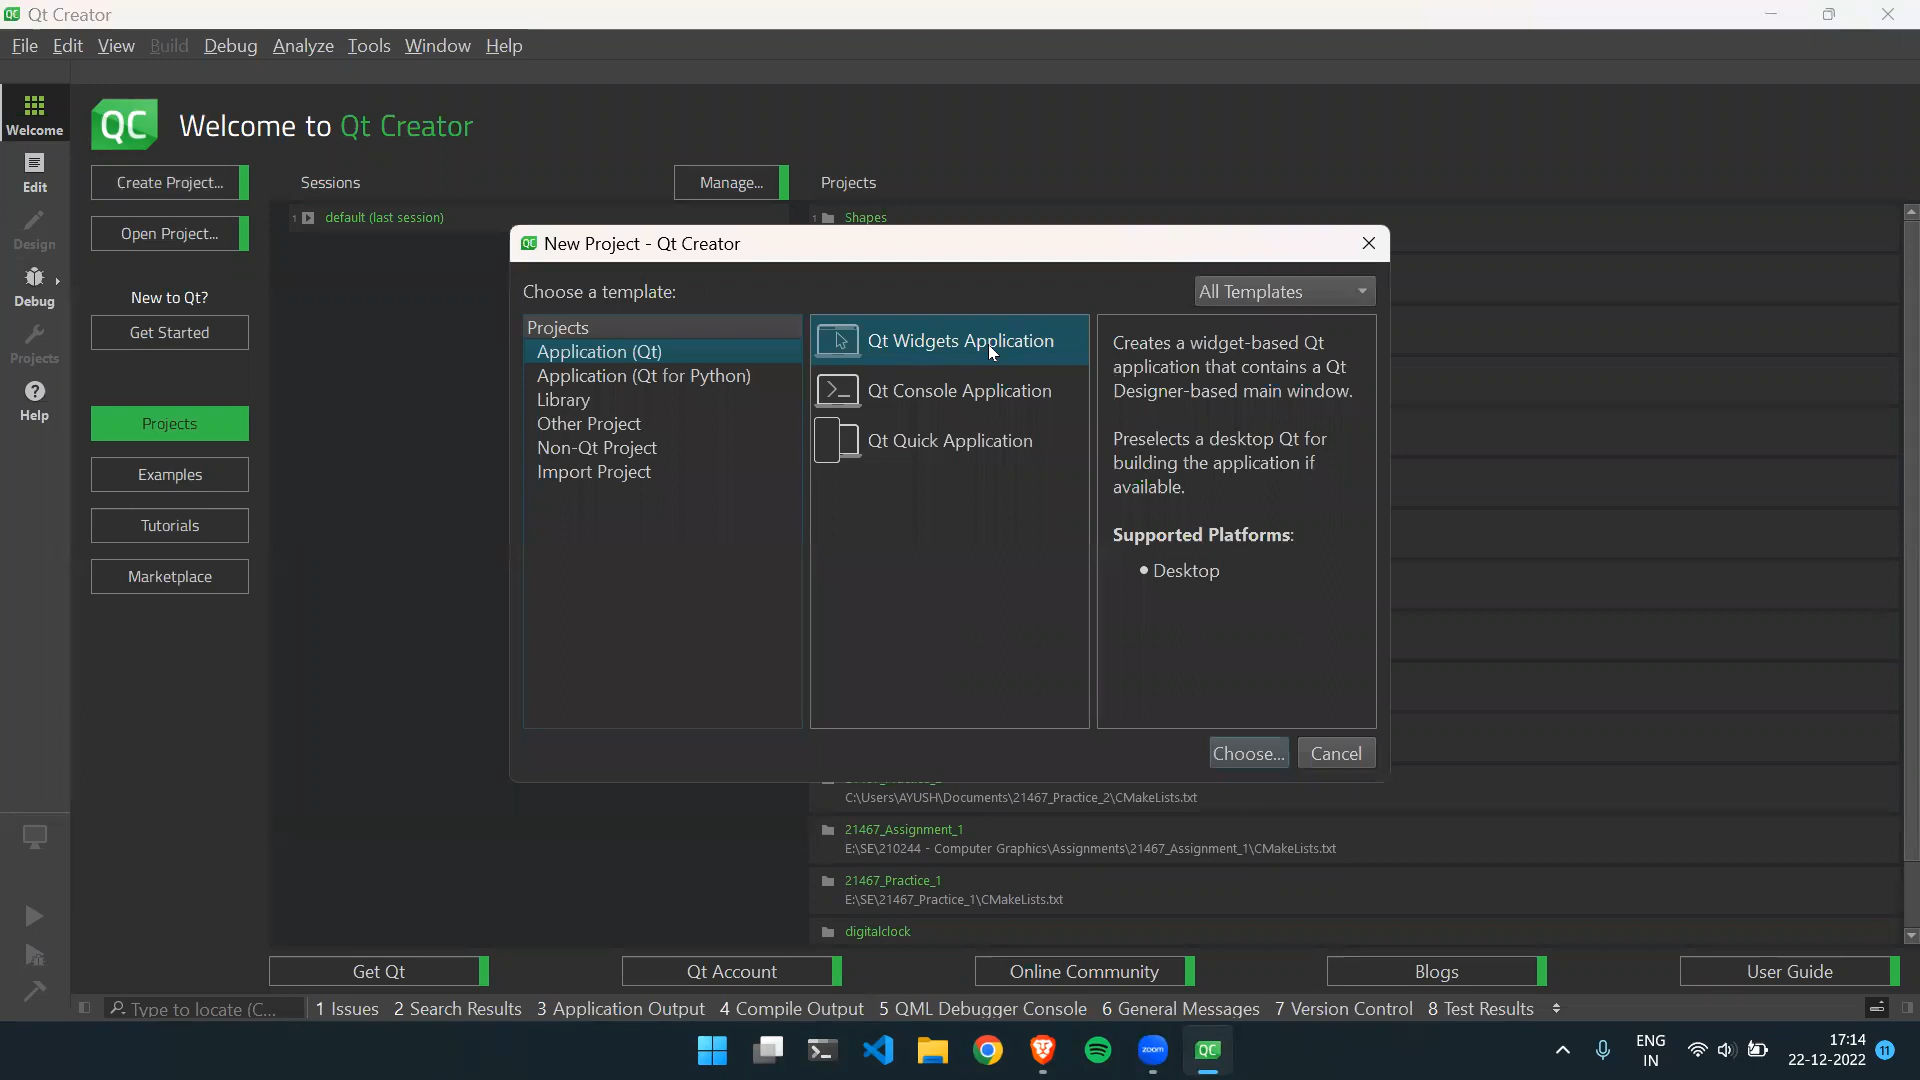 Qt Creator
File Edit View Build Debug Analyze Tools Window Help
Welcome
Edit
Design
Debug
Projects
Help
QC
Welcome to Qt Creator
Create Project...
Open Project...
New to Qt?
Get Started
Projects
Examples
Tutorials
Marketplace
Sessions
Manage...
1 default (last session)
Projects
1 Shapes
QC New Project - Qt Creator
Choose a template:
All Templates
Projects
Application (Qt)
Application (Qt for Python)
Library
Other Project
Non-Qt Project
Import Project
Qt Widgets Application
Qt Console Application
Qt Quick Application
Creates a widget-based Qt
application that contains a Qt
Designer-based main window.
Preselects a desktop Qt for
building the application if
available.
Supported Platforms:
• Desktop
Choose... Cancel
C:\Users\AYUSH\Documents\21467_Practice_2\CMakeLists.txt
21467_Assignment_1
E:\SE\210244 - Computer Graphics\Assignments\21467_Assignment_1\CMakeLists.txt
21467_Practice_1
E:\SE\21467_Practice_1\CMakeLists.txt
digitalclock
Get Qt Qt Account Online Community Blogs User Guide
Type to locate (C... 1 Issues 2 Search Results 3 Application Output 4 Compile Output 5 QML Debugger Console 6 General Messages 7 Version Control 8 Test Results
zoom QC
ENG
IN
17:14
22-12-2022
11